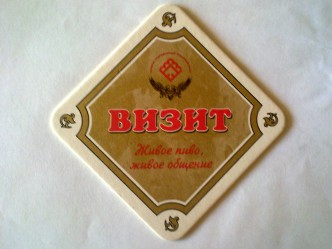 ВИЗИТ
Живое пиво,
живое общение